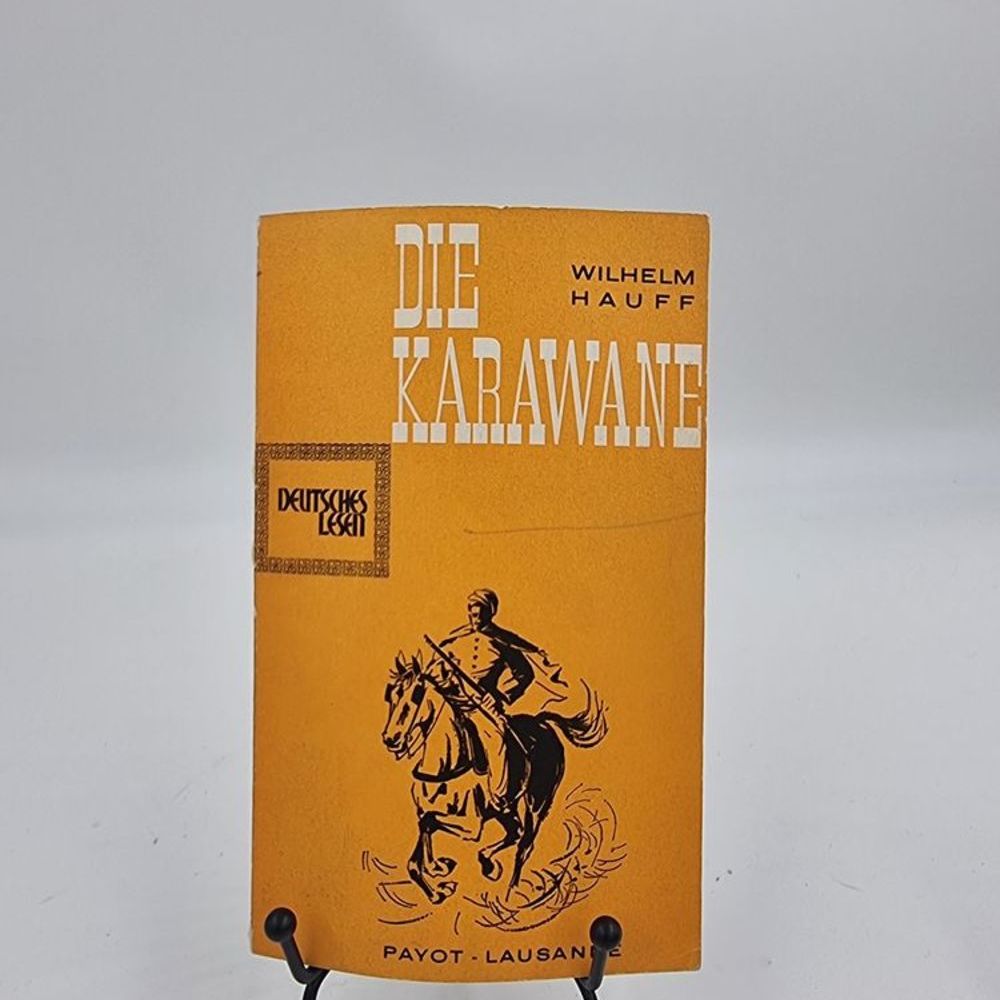 DIE
KARAWANE
WILHELM
HAUFF
DEUTSCHES
LESEN
PAYOT - LAUSANNE